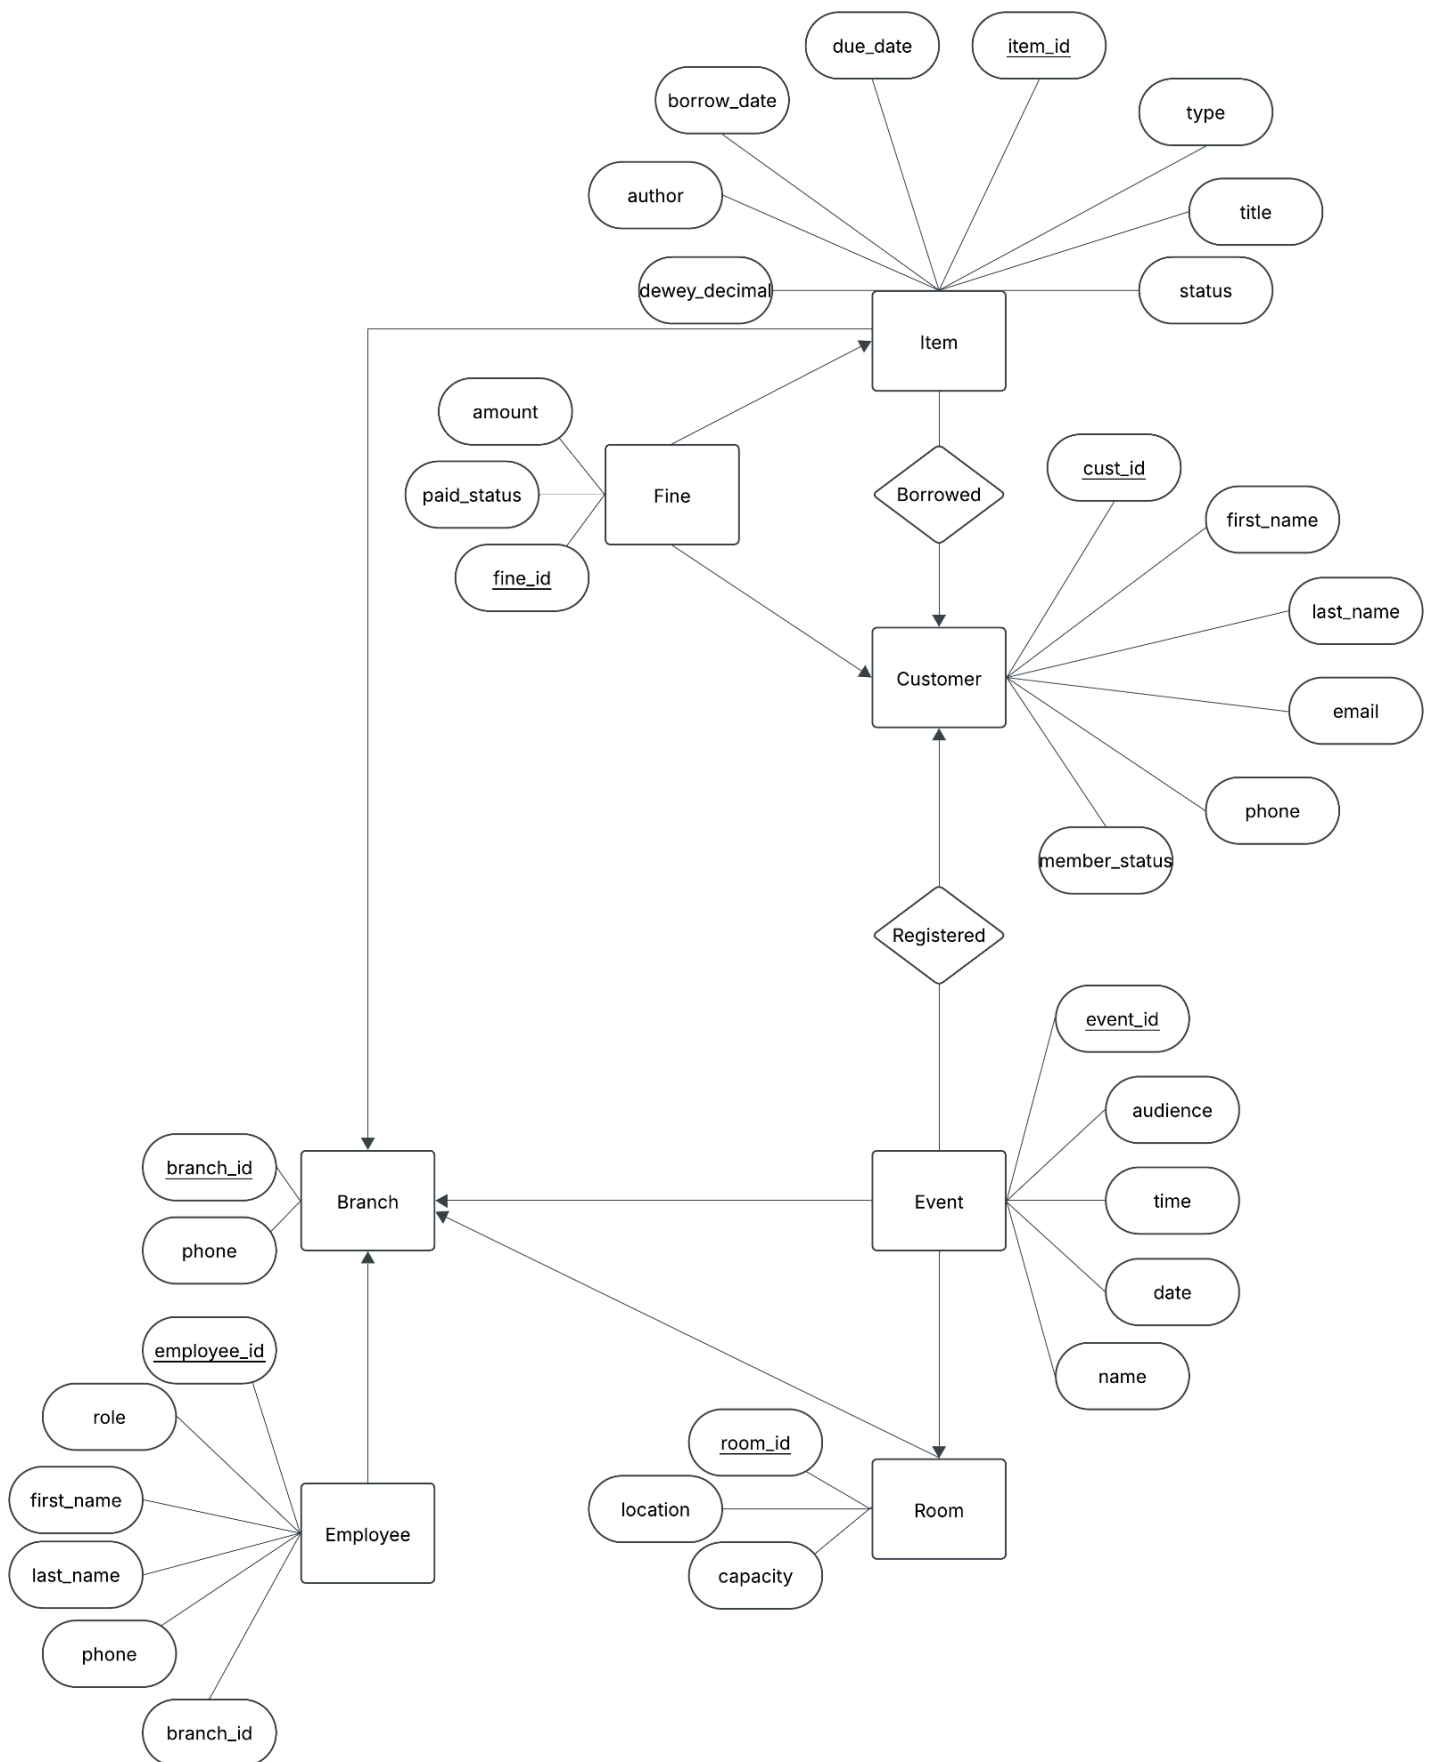 due_date
item_id
borrow_date
type
author
title
dewey_decimal
status
Item
amount
cust_id
paid_status
Fine
Borrowed
first_name
fine_id
last_name
Customer
email
phone
member_status
Registered
event_id
audience
branch_id
Branch
Event
time
phone
date
employee_id
name
role
room_id
first_name
location
Room
Employee
last_name
capacity
phone
branch_id